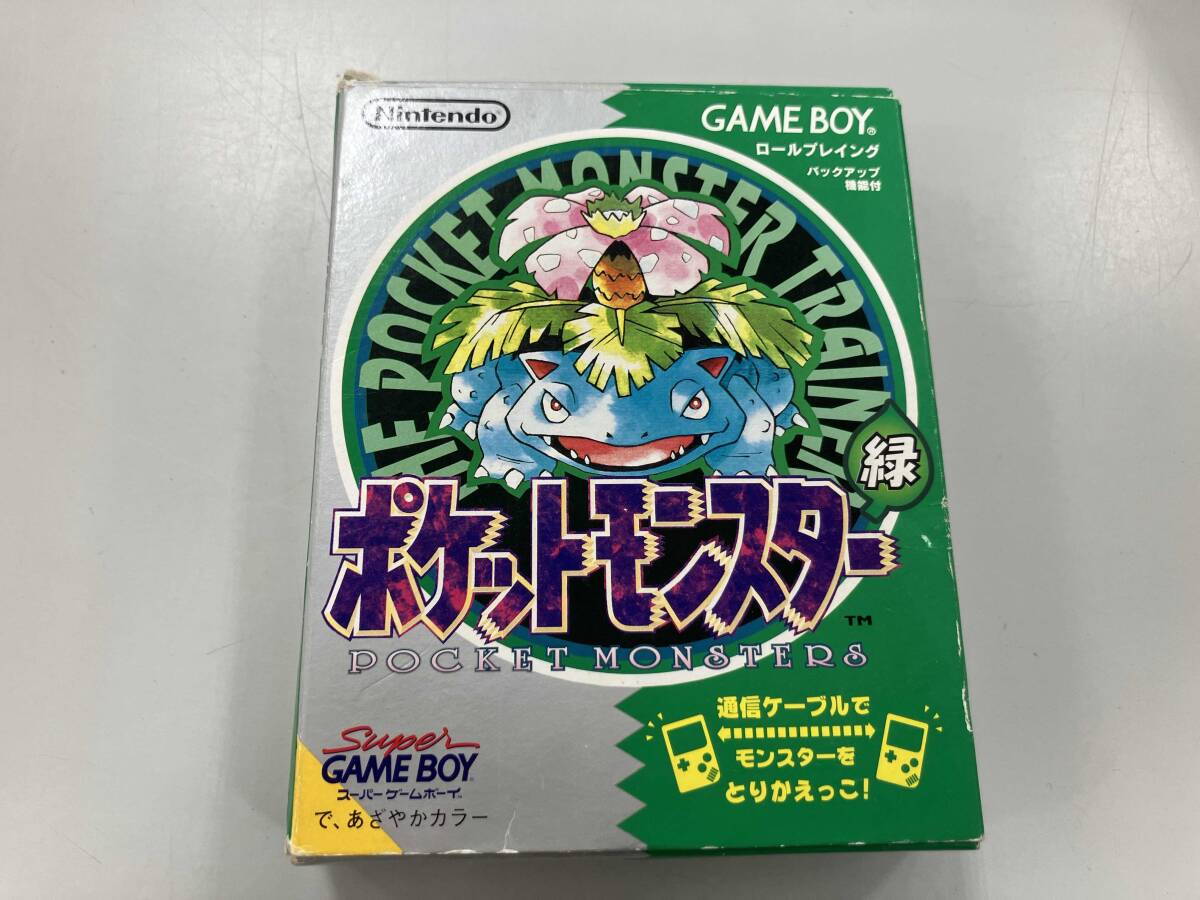 Nintendo
GAME BOY®
ロールプレイング
バックアップ
機能付
THE POCKET MONSTER TRAINER
緑
ポケットモンスター
TM
POCKET MONSTERS
通信ケーブルで
モンスターを
とりかえっこ!
Super
GAME BOY
スーパーゲームボーイ
で、あざやかカラー